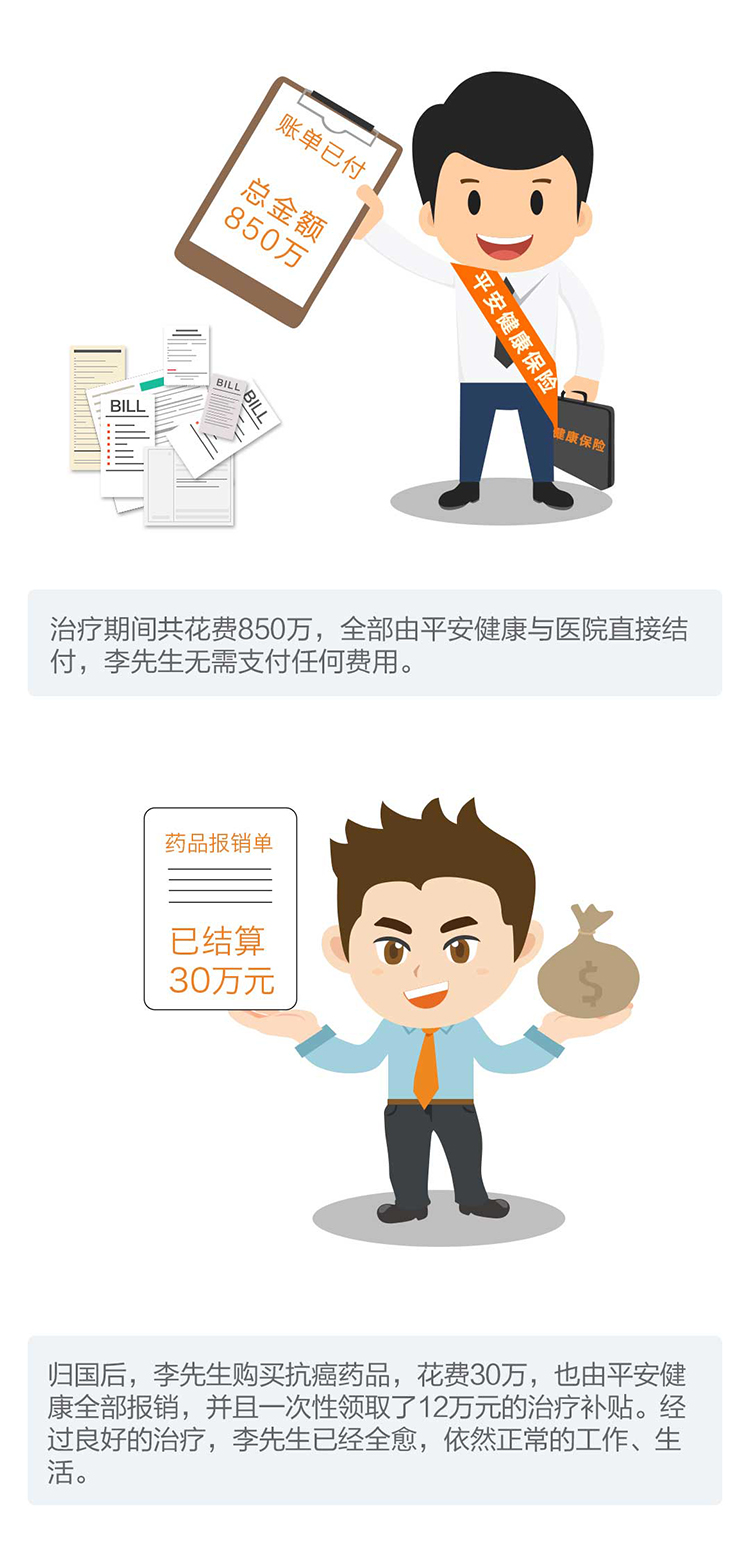 账单已付
总金额
850万
平安健康保险
健康保险
BILL
BILL
BILL
治疗期间共花费850万，全部由平安健康与医院直接结
付，李先生无需支付任何费用。
药品报销单
已结算
30万元
$
归国后，李先生购买抗癌药品，花费30万，也由平安健
康全部报销，并且一次性领取了12万元的治疗补贴。经
过良好的治疗，李先生已经全愈，依然正常的工作、生
活。